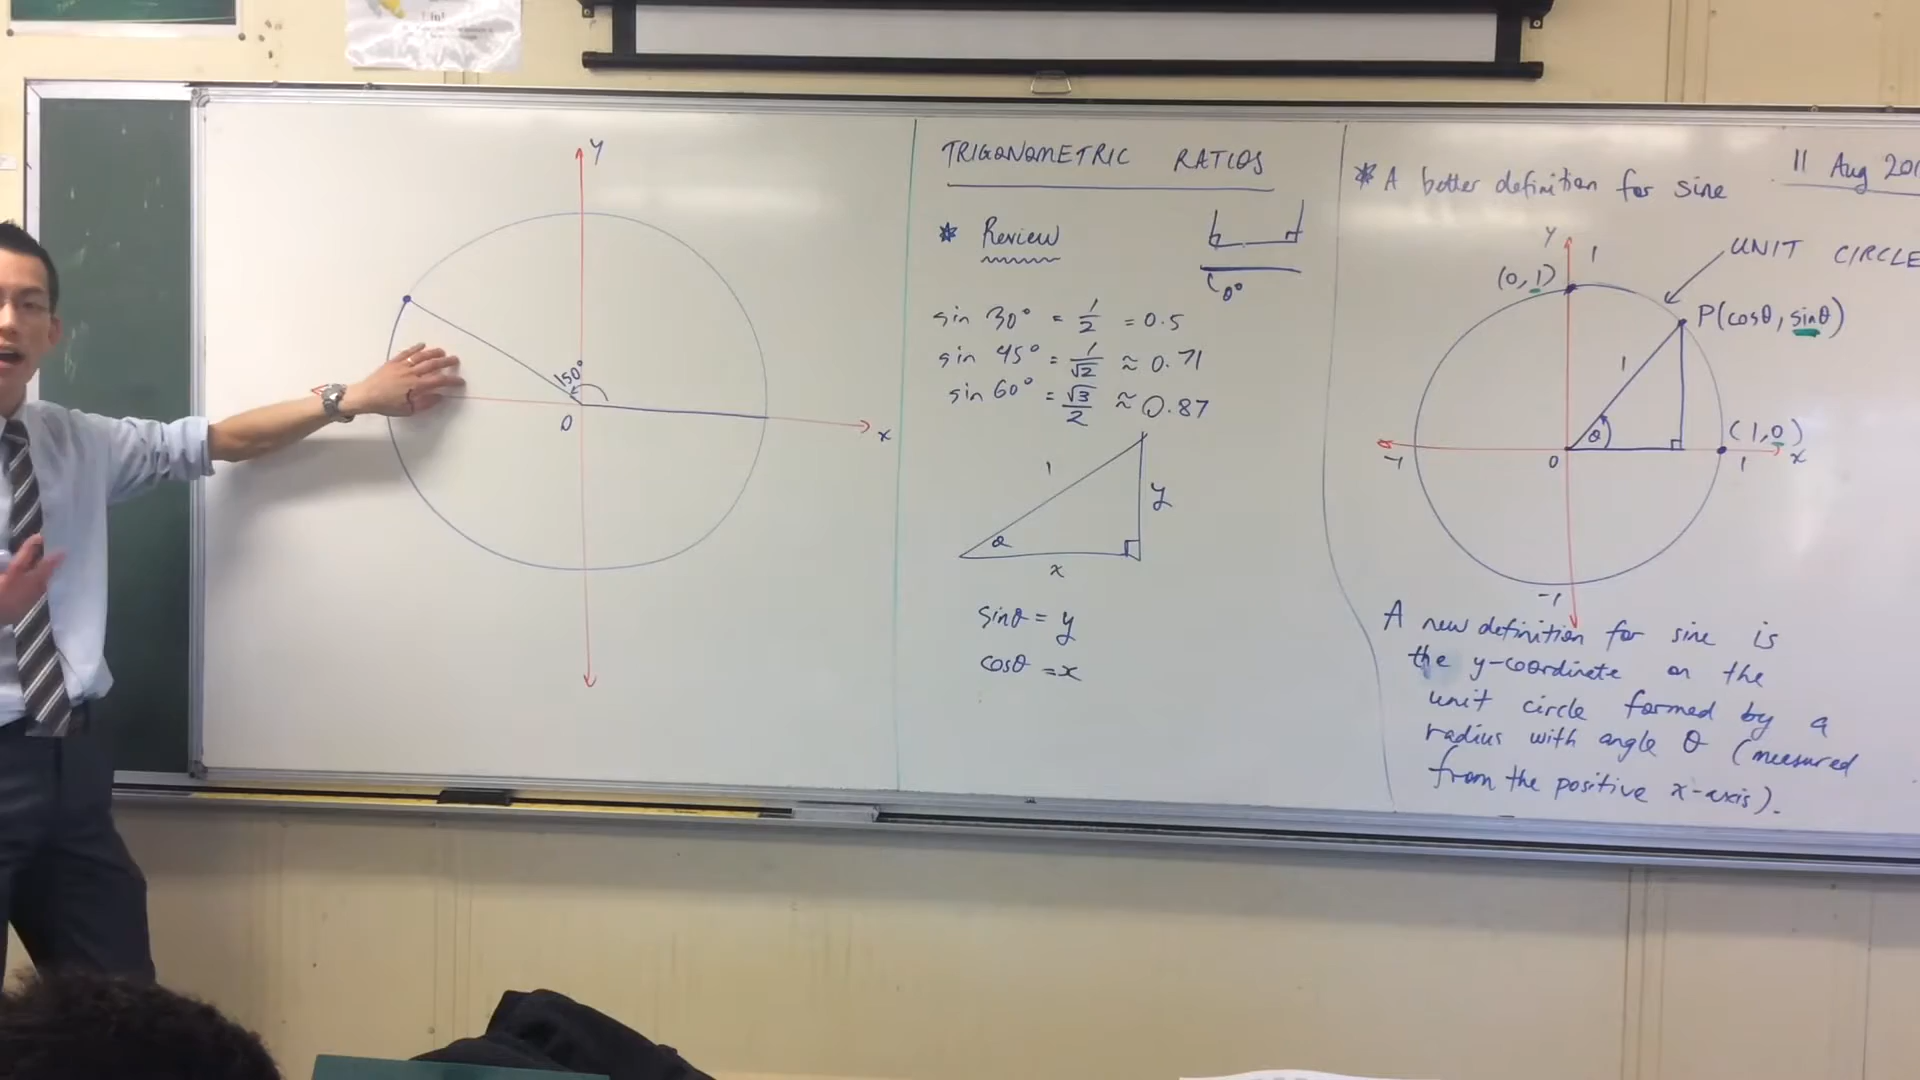 y
150°
O
x
TRIGONOMETRIC RATIOS
* Review
0°
sin 30° = 1/2 = 0.5
sin 45° = 1/√2 ≈ 0.71
sin 60° = √3/2 ≈ 0.87
1
y
θ
x
sinθ = y
cosθ = x
11 Aug 201
* A better definition for sine
y
1
UNIT CIRCLE
(0,1)
P(cosθ, sinθ)
1
θ
(1,0)
-1
0
1
x
-1
A new definition for sine is
the y-coordinate on the
unit circle formed by a
radius with angle θ (measured
from the positive x-axis).